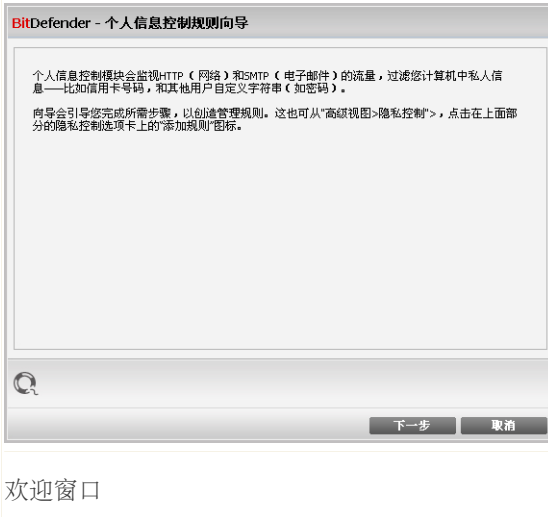 BitDefender - 个人信息控制规则向导
个人信息控制模块会监视HTTP（网络）和SMTP（电子邮件）的流量，过滤您计算机中私人信
息——比如信用卡号码，和其他用户自定义字符串（如密码）。
向导会引导您完成所需步骤，以创造管理规则。这也可从"高级视图>隐私控制">，点击在上面部
分的隐私控制选项卡上的"添加规则"图标。
下一步 取消
欢迎窗口